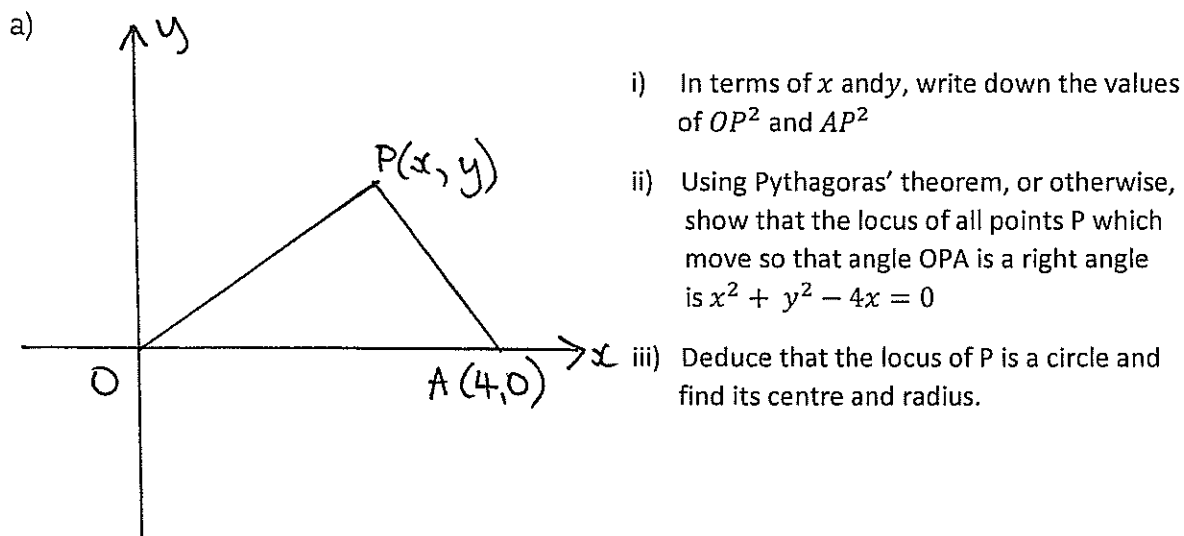 a)
y
P(x, y)
O
A (4,0)
x
i) In terms of x andy, write down the values
of OP² and AP²
ii) Using Pythagoras' theorem, or otherwise,
show that the locus of all points P which
move so that angle OPA is a right angle
is x² + y² – 4x = 0
iii) Deduce that the locus of P is a circle and
find its centre and radius.